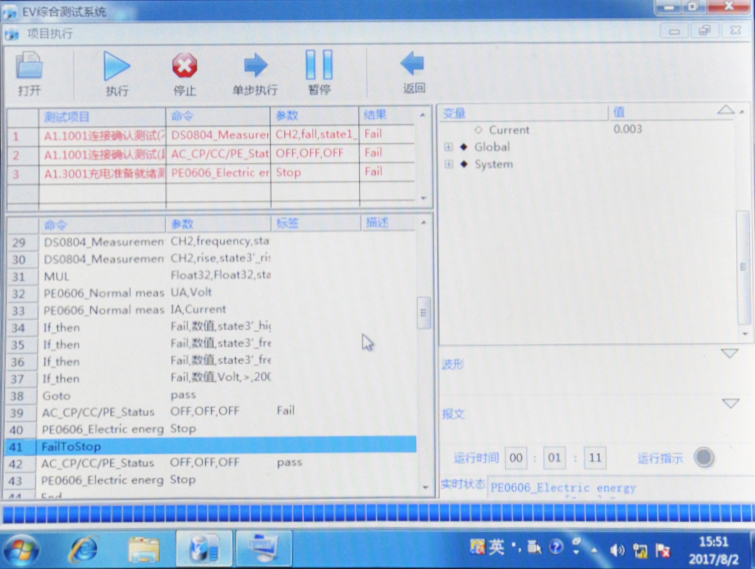 EV综合测试系统
项目执行
打开 执行 停止 单步执行 暂停 返回
测试项目 命令 参数 结果
1 A1.1001连接确认测试( DS0804_Measurer CH2,fall,state1_ Fail
2 A1.1001连接确认测试( AC_CP/CC/PE_Stat OFF,OFF,OFF Fail
3 A1.3001充电准备就绪测 PE0606_Electric er Stop Fail
变量 值
Current 0.003
Global
System
命令 参数 标签 描述
29 DS0804_Measuremen CH2,frequency,sta
30 DS0804_Measuremen CH2,rise,state3'_ri
31 MUL Float32,Float32,sta
32 PE0606_Normal meas UA,Volt
33 PE0606_Normal meas IA,Current
34 If_then Fail,数值,state3'_hi
35 If_then Fail,数值,state3'_fre
36 If_then Fail,数值,state3'_fre
37 If_then Fail,数值,Volt,>,200
38 Goto pass
39 AC_CP/CC/PE_Status OFF,OFF,OFF Fail
40 PE0606_Electric energ Stop
41 FailToStop
42 AC_CP/CC/PE_Status OFF,OFF,OFF pass
43 PE0606_Electric energ Stop
44 End
波形
报文
运行时间 00 : 01 : 11 运行指示
实时状态 PE0606_Electric energy
英
15:51
2017/8/2